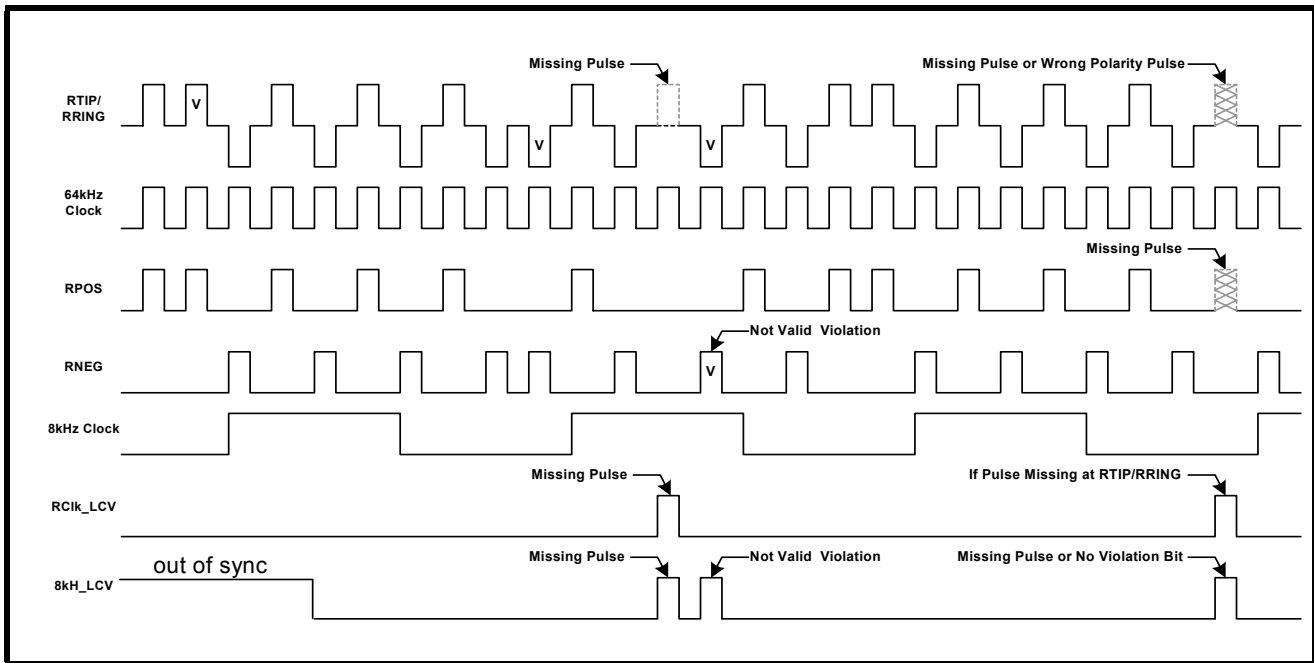 Missing Pulse
Missing Pulse or Wrong Polarity Pulse
RTIP/
RRING
V
V
V
64kHz
Clock
Missing Pulse
RPOS
Not Valid Violation
RNEG
V
8kHz Clock
Missing Pulse
If Pulse Missing at RTIP/RRING
RClk_LCV
out of sync
Missing Pulse
Not Valid Violation
Missing Pulse or No Violation Bit
8kH_LCV